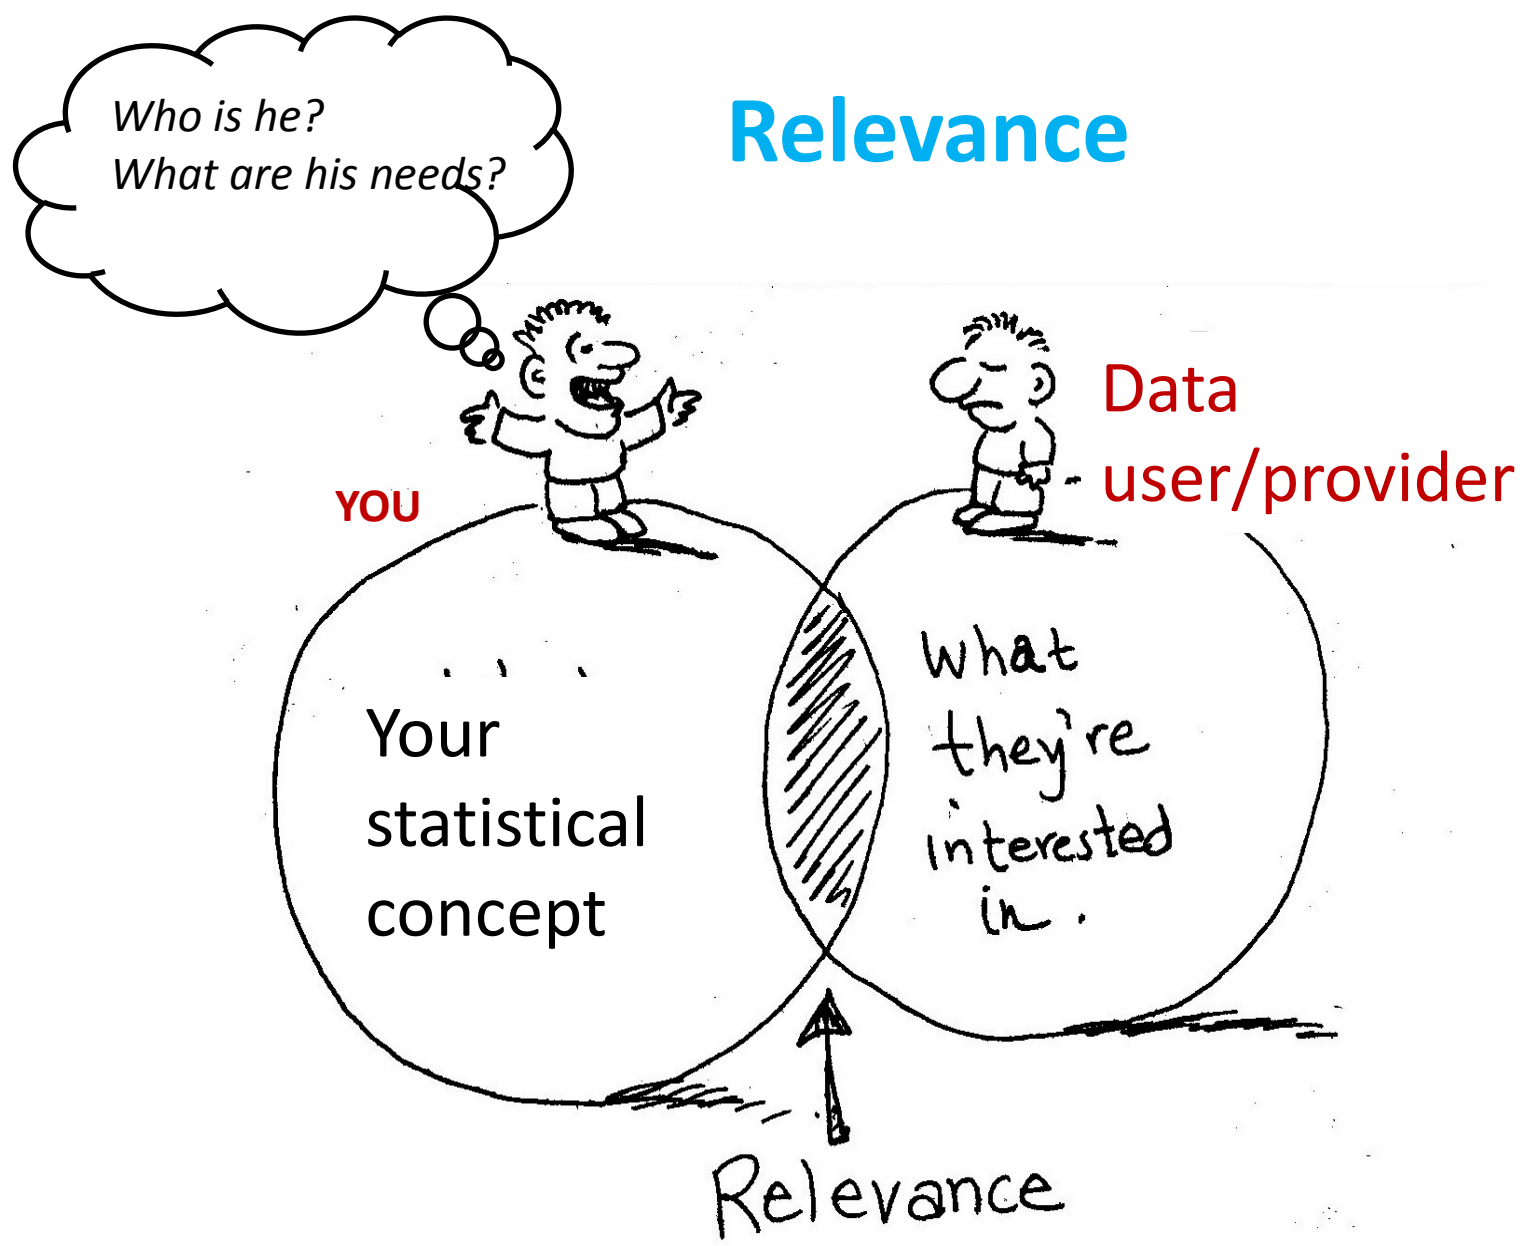 Who is he?
What are his needs?
Relevance
YOU
Data
user/provider
Your
statistical
concept
What
they're
interested
in.
Relevance